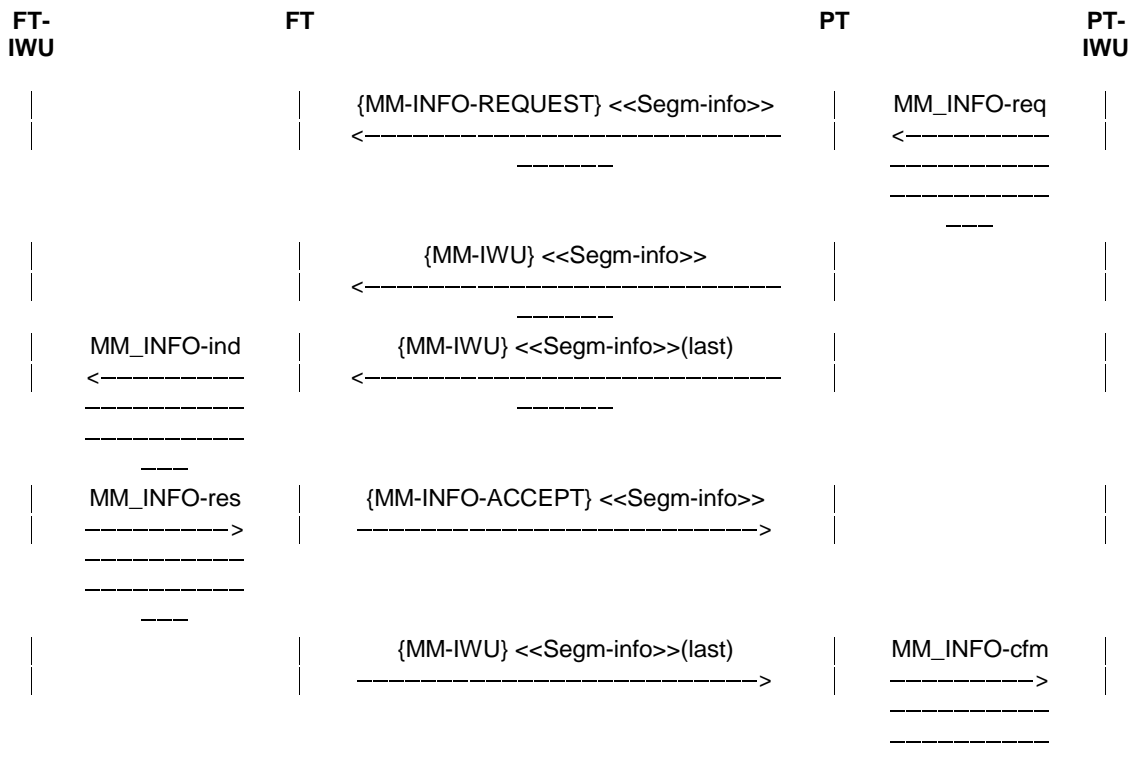 FT-IWU FT PT PT-IWU
{MM-INFO-REQUEST} <<Segm-info>> MM_INFO-req
{MM-IWU} <<Segm-info>>
MM_INFO-ind {MM-IWU} <<Segm-info>>(last)
MM_INFO-res {MM-INFO-ACCEPT} <<Segm-info>>
{MM-IWU} <<Segm-info>>(last) MM_INFO-cfm